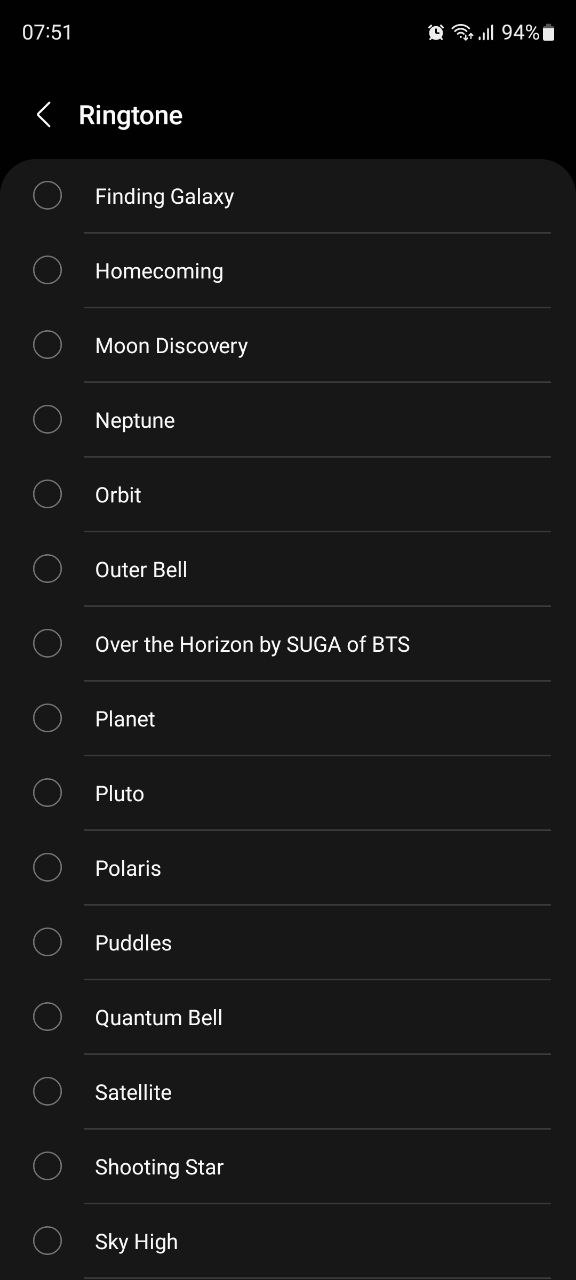 07:51 94%
Ringtone
Finding Galaxy
Homecoming
Moon Discovery
Neptune
Orbit
Outer Bell
Over the Horizon by SUGA of BTS
Planet
Pluto
Polaris
Puddles
Quantum Bell
Satellite
Shooting Star
Sky High